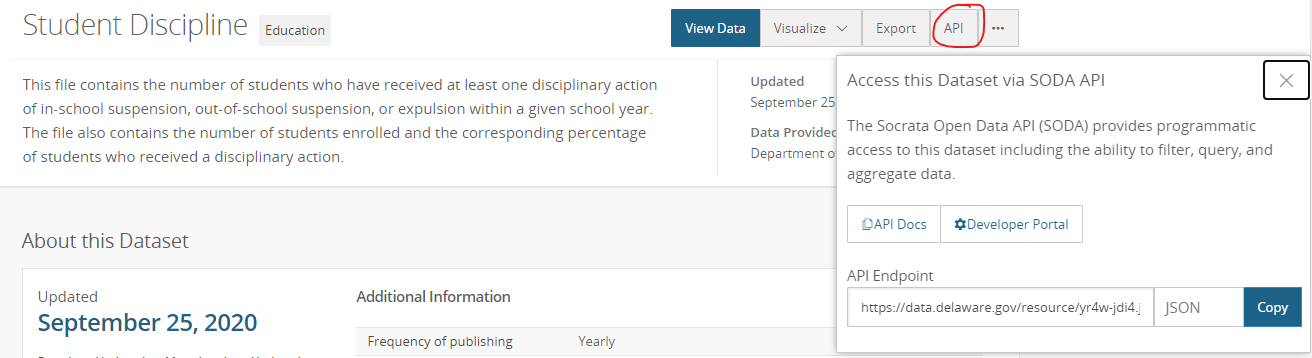 Student Discipline Education
View Data Visualize Export API
This file contains the number of students who have received at least one disciplinary action
of in-school suspension, out-of-school suspension, or expulsion within a given school year.
The file also contains the number of students enrolled and the corresponding percentage
of students who received a disciplinary action.
Updated
September 25
Data Provided
Department
Access this Dataset via SODA API
The Socrata Open Data API (SODA) provides programmatic
access to this dataset including the ability to filter, query, and
aggregate data.
API Docs Developer Portal
API Endpoint
https://data.delaware.gov/resource/yr4w-jdi4.j JSON Copy
About this Dataset
Updated
September 25, 2020
Additional Information
Frequency of publishing Yearly